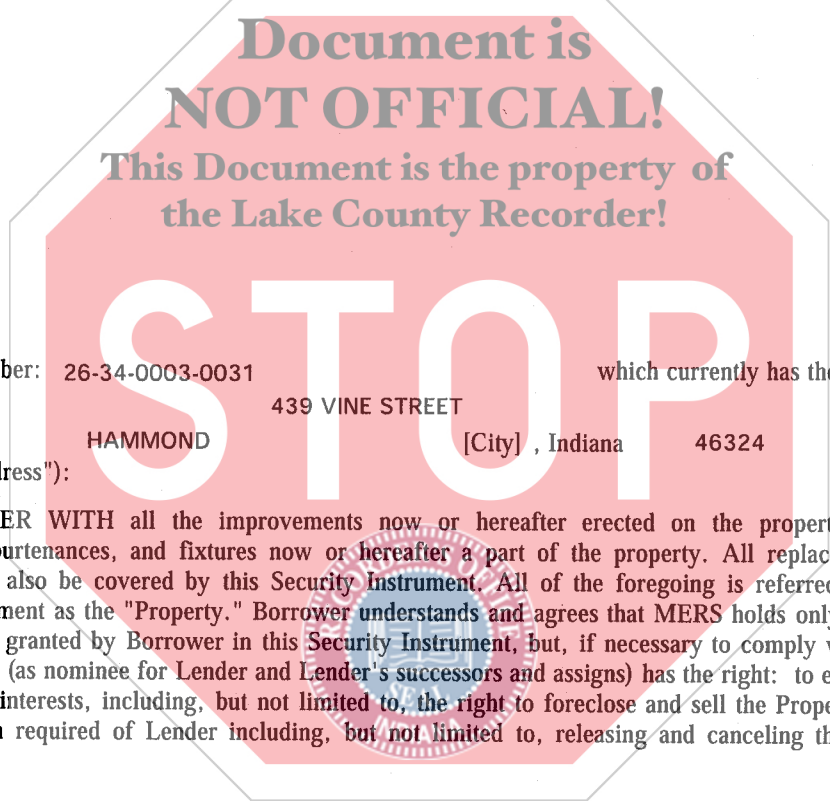 Document is
NOT OFFICIAL!
This Document is the property of
the Lake County Recorder!
STOP
ber: 26-34-0003-0031 which currently has the
439 VINE STREET
HAMMOND [City] , Indiana 46324
ress"):
ER WITH all the improvements now or hereafter erected on the propert
urtenances, and fixtures now or hereafter a part of the property. All replac
also be covered by this Security Instrument. All of the foregoing is referred
ment as the "Property." Borrower understands and agrees that MERS holds only
granted by Borrower in this Security Instrument, but, if necessary to comply
(as nominee for Lender and Lender's successors and assigns) has the right: to e
interests, including, but not limited to, the right to foreclose and sell the Prope
required of Lender including, but not limited to, releasing and canceling th
RECORDER'S OFFICE
SEAL
INDIANA